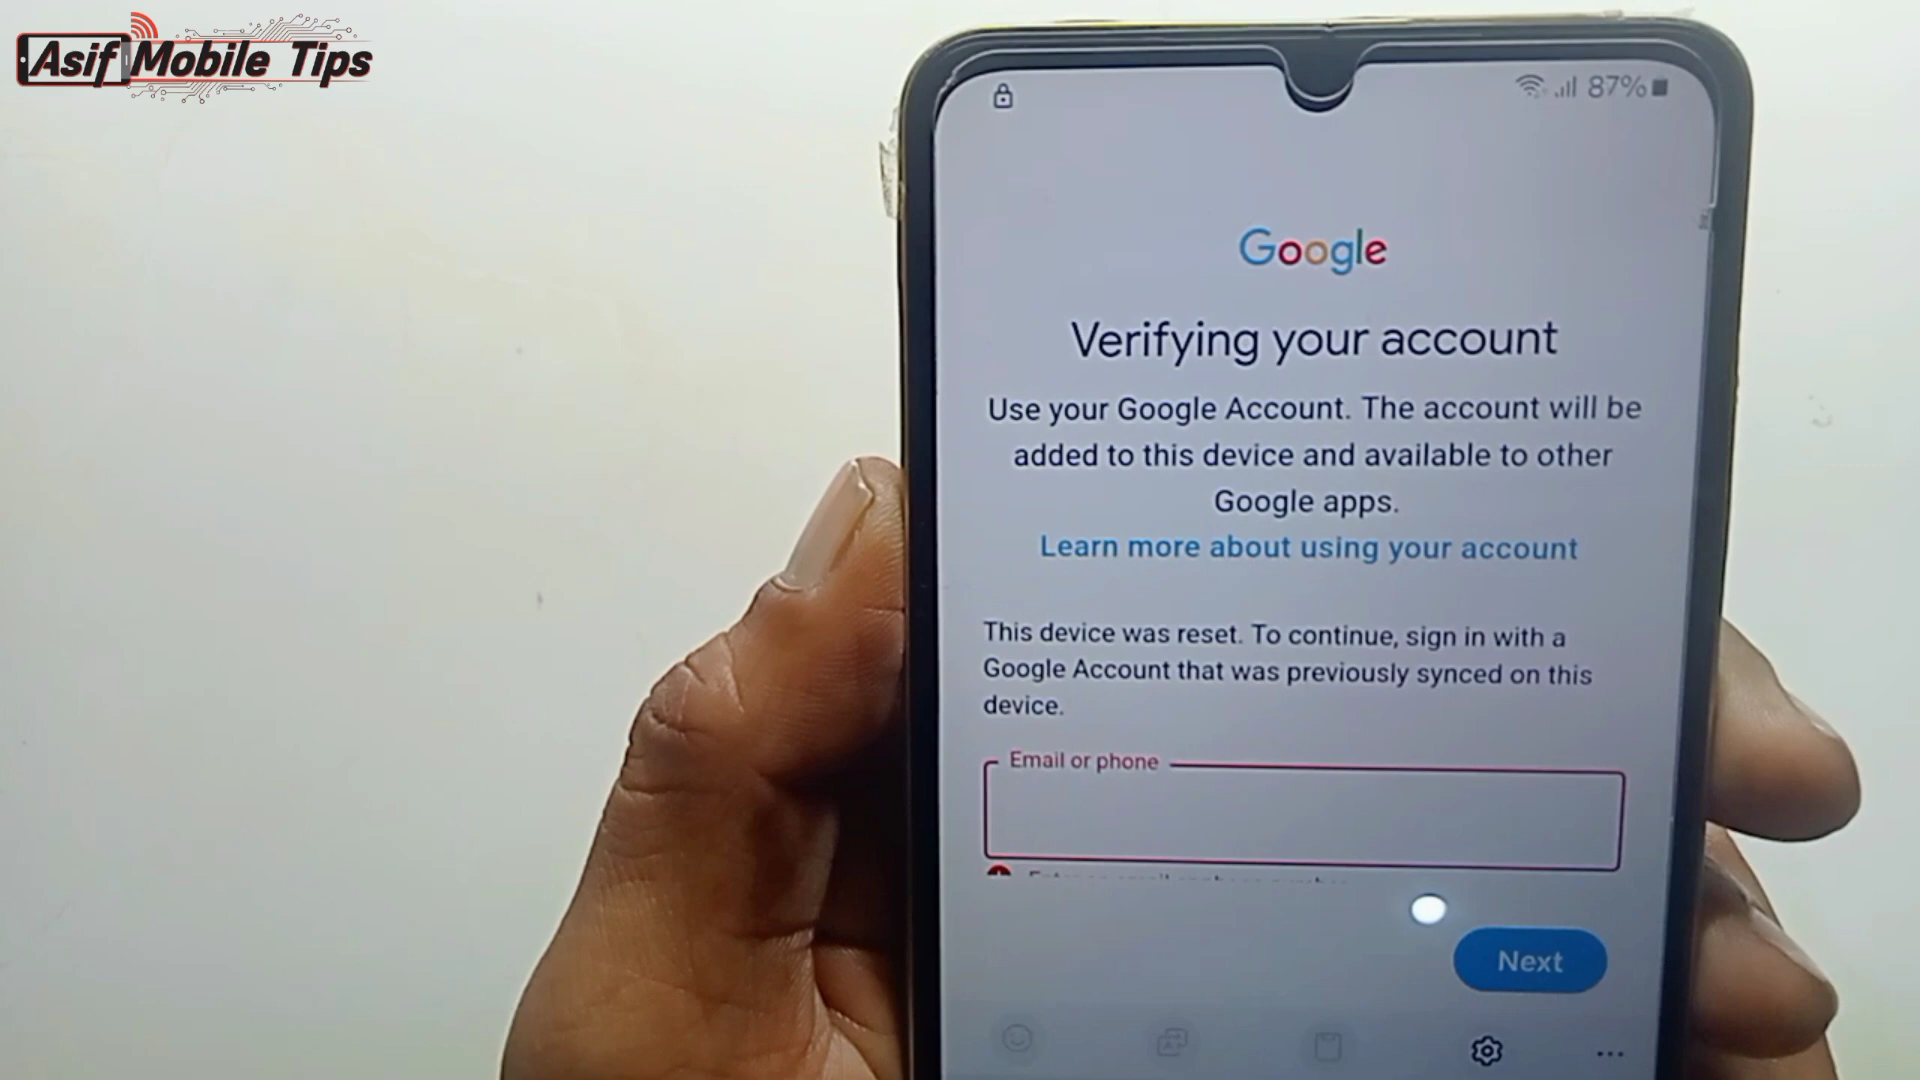 Asif Mobile Tips
87%
Google
Verifying your account
Use your Google Account. The account will be
added to this device and available to other
Google apps.
Learn more about using your account
This device was reset. To continue, sign in with a
Google Account that was previously synced on this
device.
Email or phone
Next